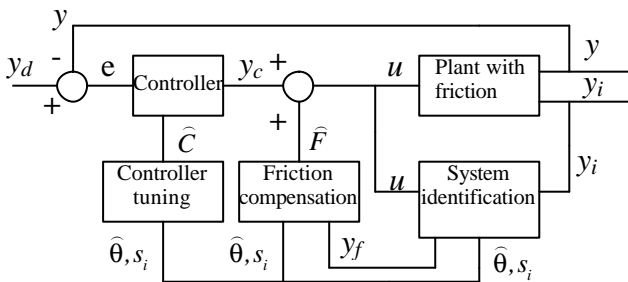 y
y_d
-
+
e
Controller
y_c
+
+
u
Plant with
friction
y
y_i
Ĉ
F̂
Controller
tuning
Friction
compensation
u
System
identification
y_i
θ̂, s_i
θ̂, s_i
y_f
θ̂, s_i